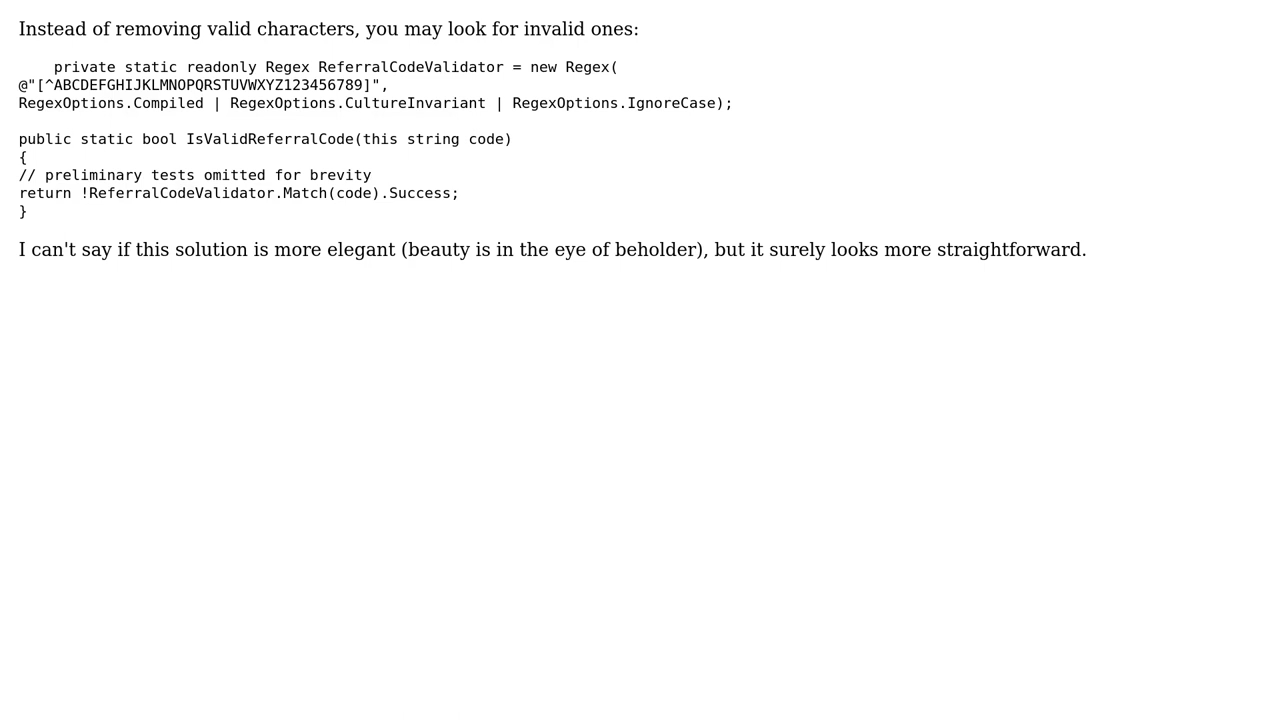 Instead of removing valid characters, you may look for invalid ones:
    private static readonly Regex ReferralCodeValidator = new Regex(
@"[^ABCDEFGHIJKLMNOPQRSTUVWXYZ123456789]",
RegexOptions.Compiled | RegexOptions.CultureInvariant | RegexOptions.IgnoreCase);

public static bool IsValidReferralCode(this string code)
{
// preliminary tests omitted for brevity
return !ReferralCodeValidator.Match(code).Success;
}
I can't say if this solution is more elegant (beauty is in the eye of beholder), but it surely looks more straightforward.